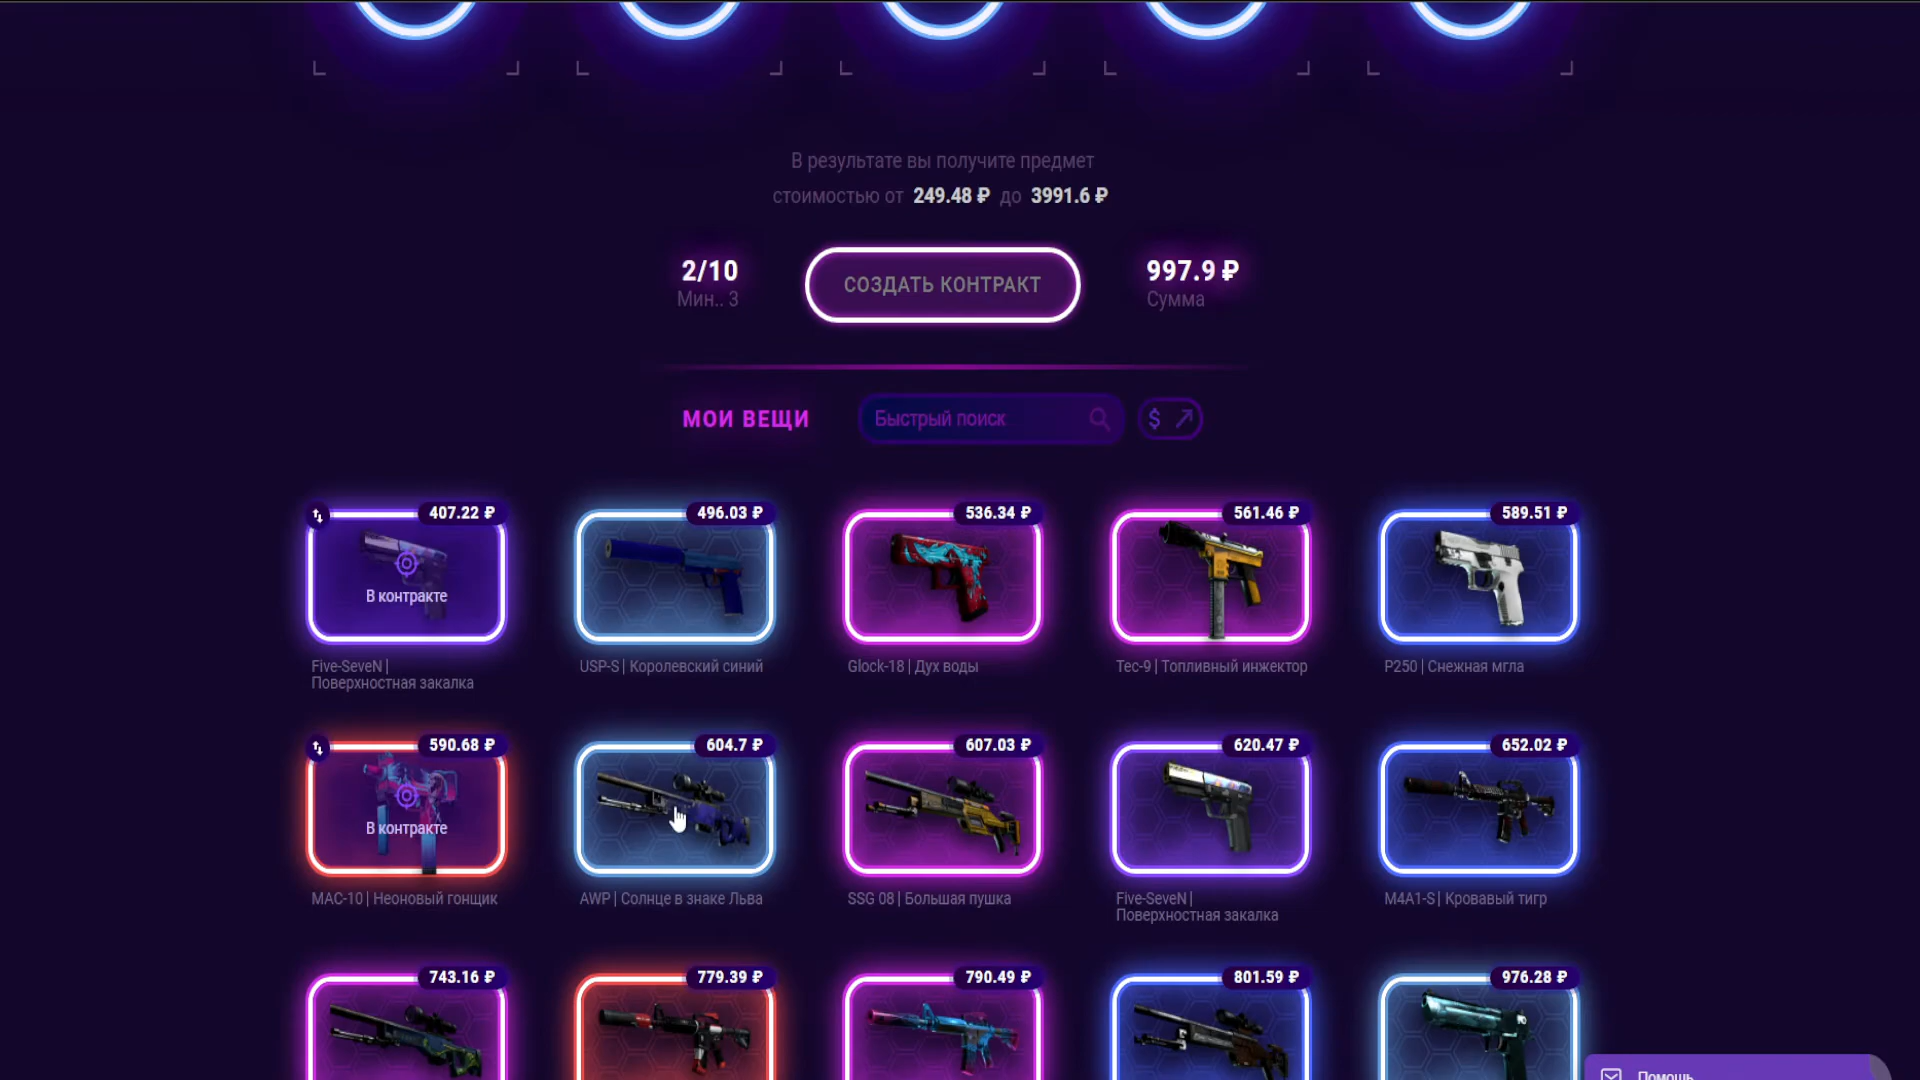 В результате вы получите предмет
стоимостью от 249.48 ₽ до 3991.6 ₽
2/10
Мин.. 3
СОЗДАТЬ КОНТРАКТ
997.9 ₽
Сумма
МОИ ВЕЩИ
Быстрый поиск
$
407.22 ₽
496.03 ₽
536.34 ₽
561.46 ₽
589.51 ₽
В контракте
Five-SeveN |
Поверхностная закалка
USP-S | Королевский синий
Glock-18 | Дух воды
Tec-9 | Топливный инжектор
P250 | Снежная мгла
590.68 ₽
604.7 ₽
607.03 ₽
620.47 ₽
652.02 ₽
В контракте
MAC-10 | Неоновый гонщик
AWP | Солнце в знаке Льва
SSG 08 | Большая пушка
Five-SeveN |
Поверхностная закалка
M4A1-S | Кровавый тигр
743.16 ₽
779.39 ₽
790.49 ₽
801.59 ₽
976.28 ₽
Помощь